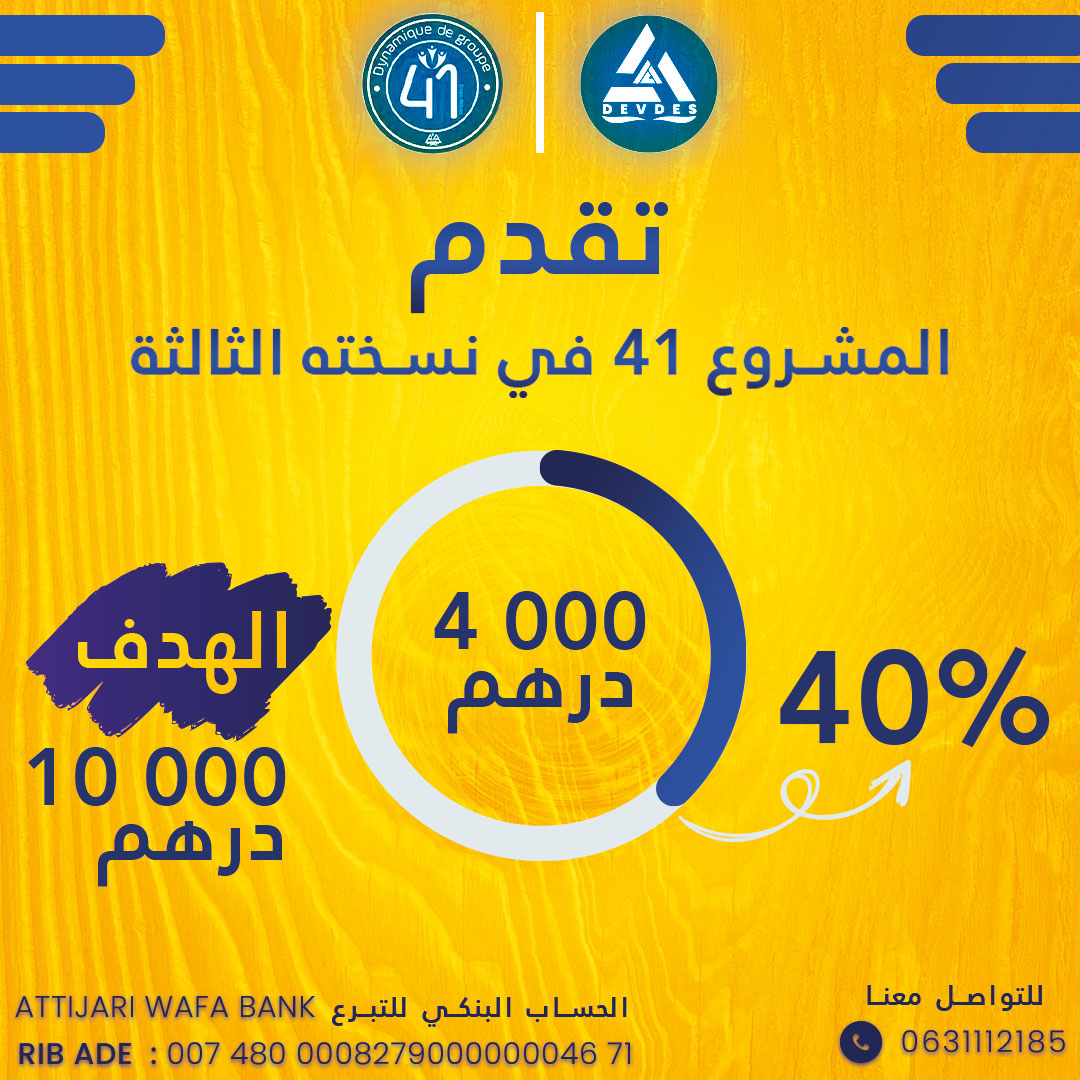 Dynamique de groupe
41
DEVDES
تقدم
المشروع 41 في نسخته الثالثة
4 000
درهم
40%
الهدف
10 000
درهم
للتواصل معنا
0631112185
الحساب البنكي للتبرع ATTIJARI WAFA BANK
RIB ADE : 007 480 0008279000000046 71